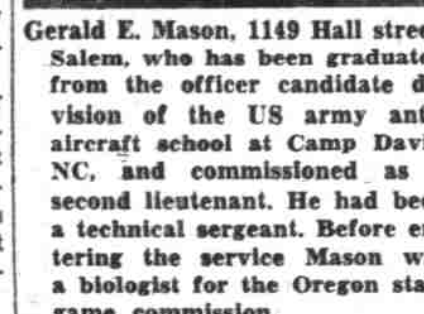 Gerald E. Mason, 1149 Hall stree
Salem, who has been graduate
from the officer candidate d
vision of the US army ant
aircraft school at Camp Davi
NC, and commissioned as
second lieutenant. He had bee
a technical sergeant. Before e
tering the service Mason w
a biologist for the Oregon sta
game commission